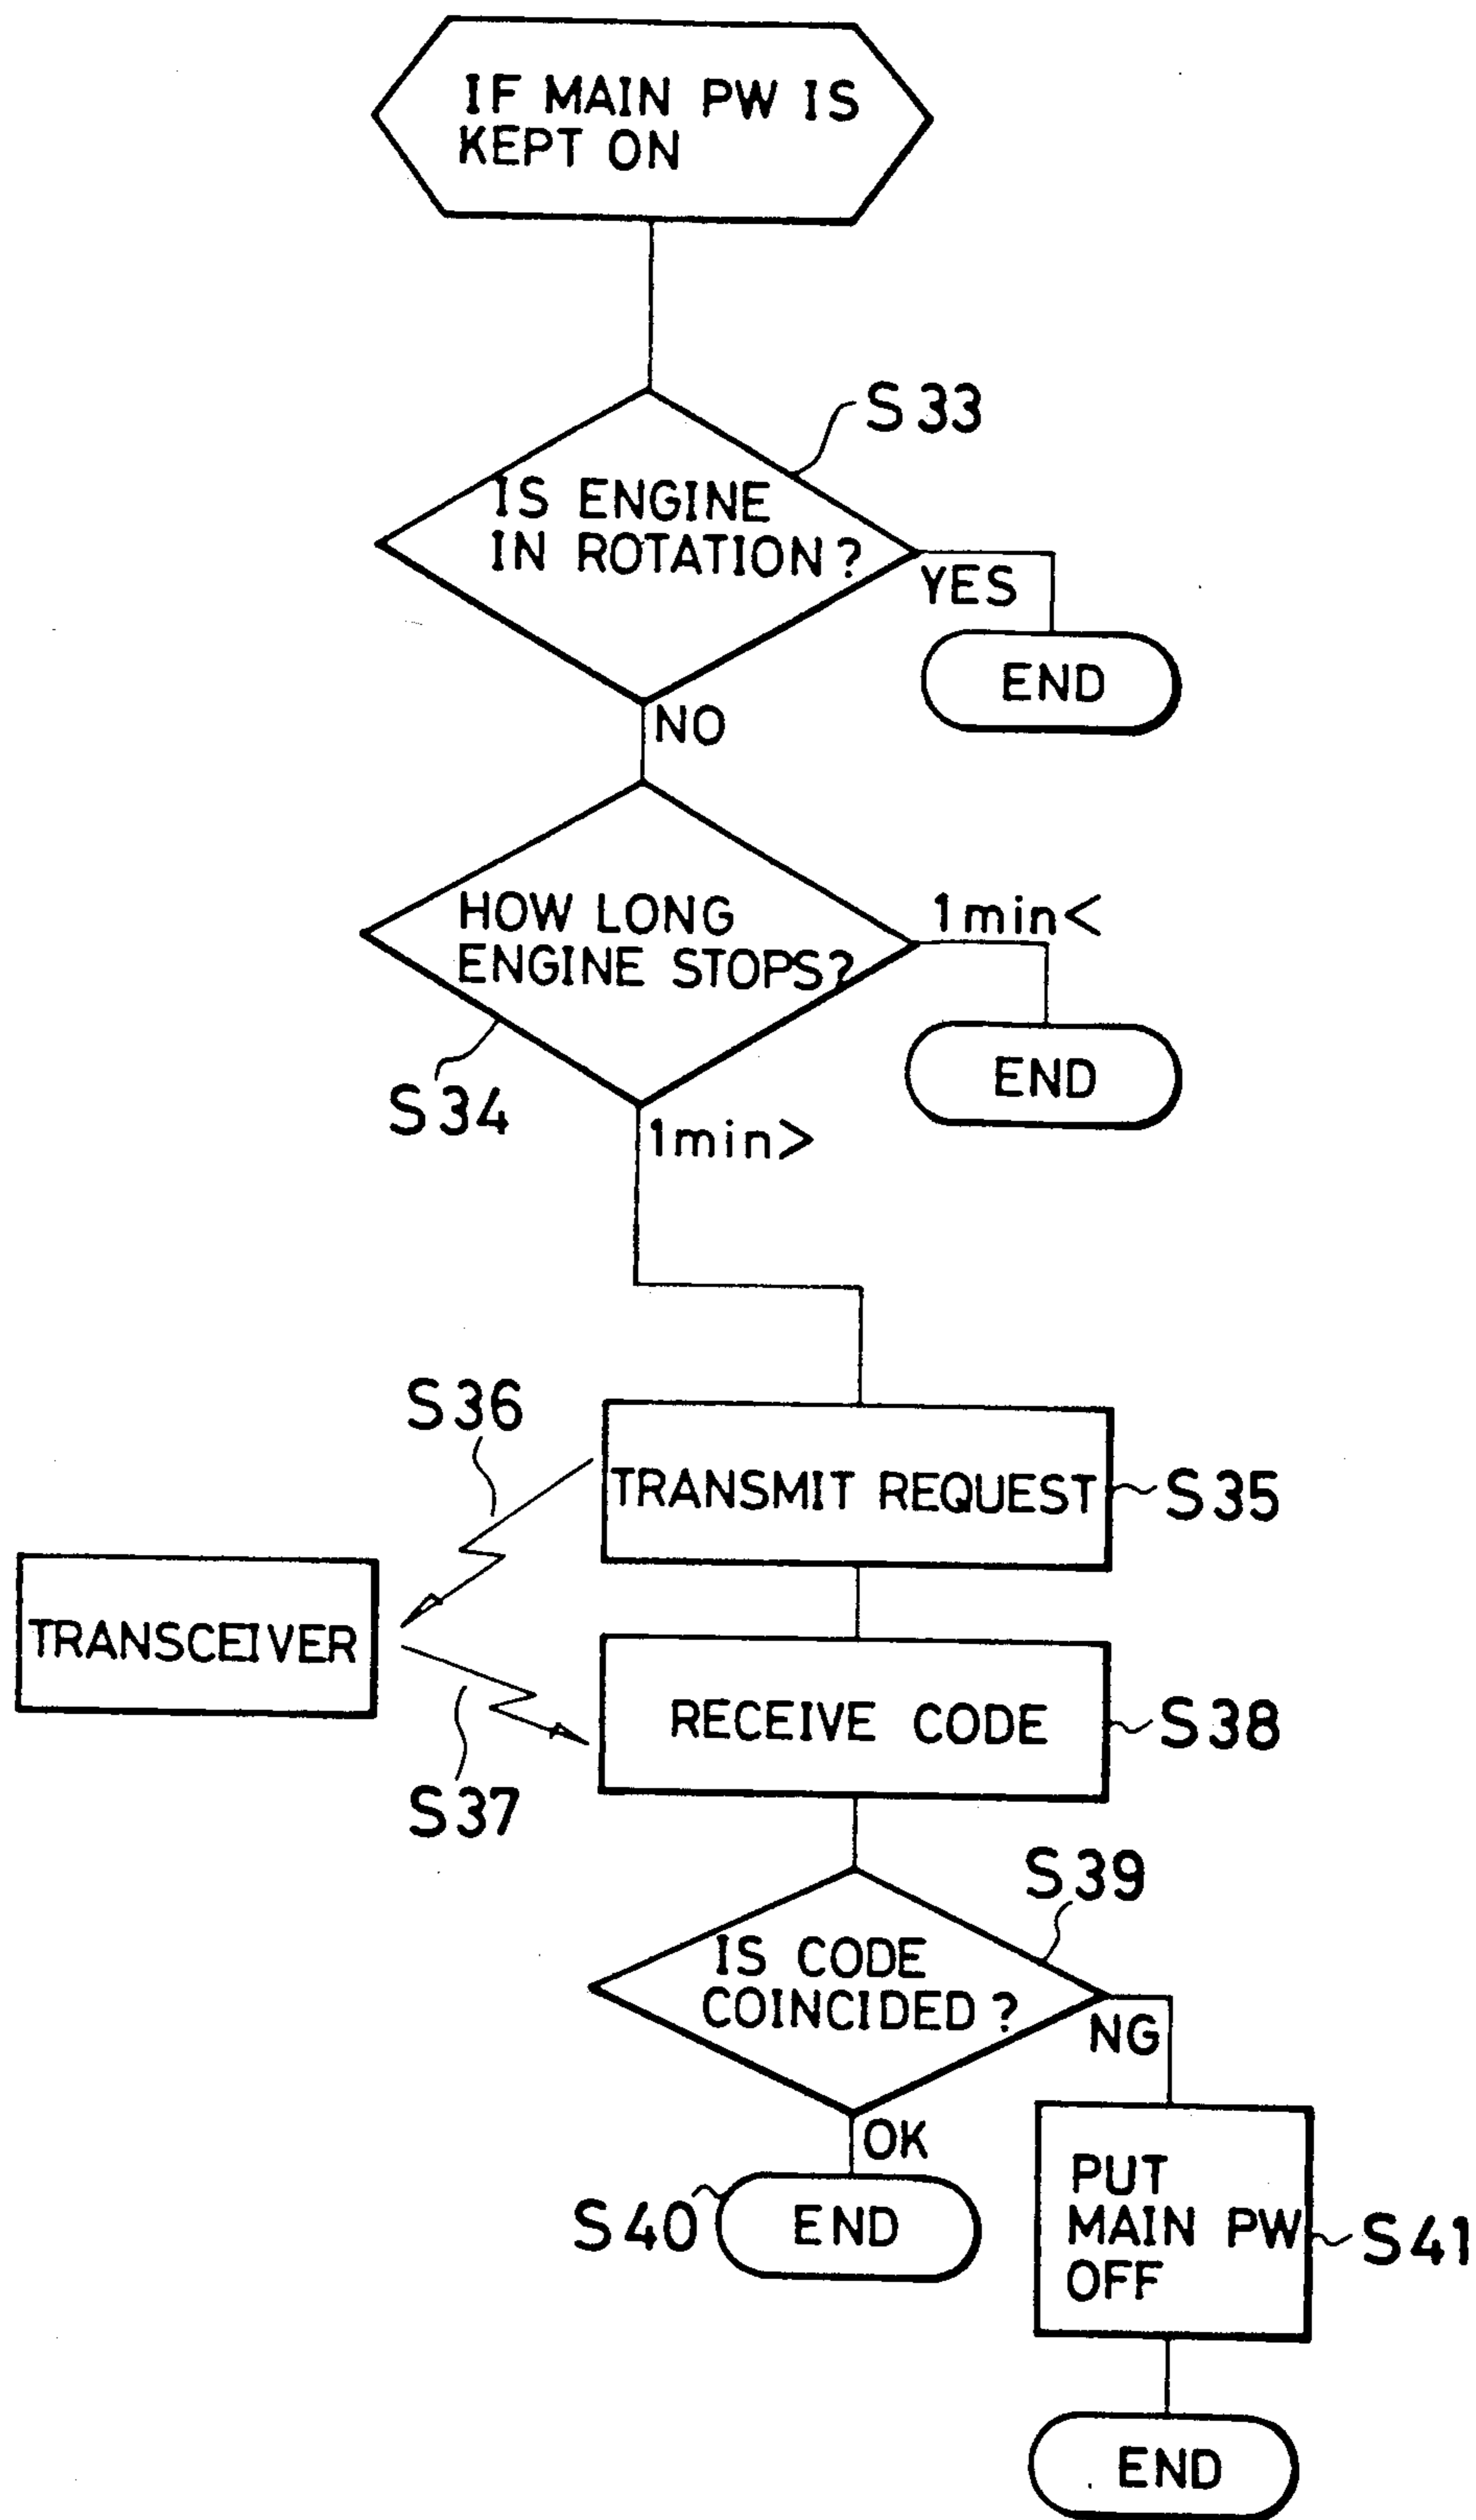 IF MAIN PW IS
KEPT ON
S33
IS ENGINE
IN ROTATION?
YES
END
NO
HOW LONG
ENGINE STOPS?
1min<
END
S34
1min>
S36
TRANSMIT REQUEST
S35
TRANSCEIVER
RECEIVE CODE
S38
S37
S39
IS CODE
COINCIDED?
NG
OK
S40
END
PUT
MAIN PW
OFF
S41
END